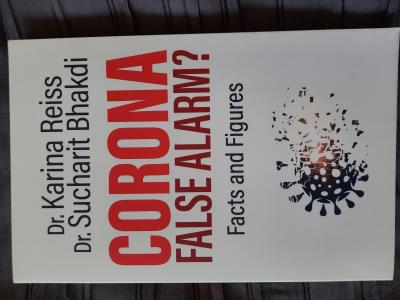 Dr. Karina Reiss
Dr. Sucharit Bhakdi
CORONA
FALSE ALARM?
Facts and Figures